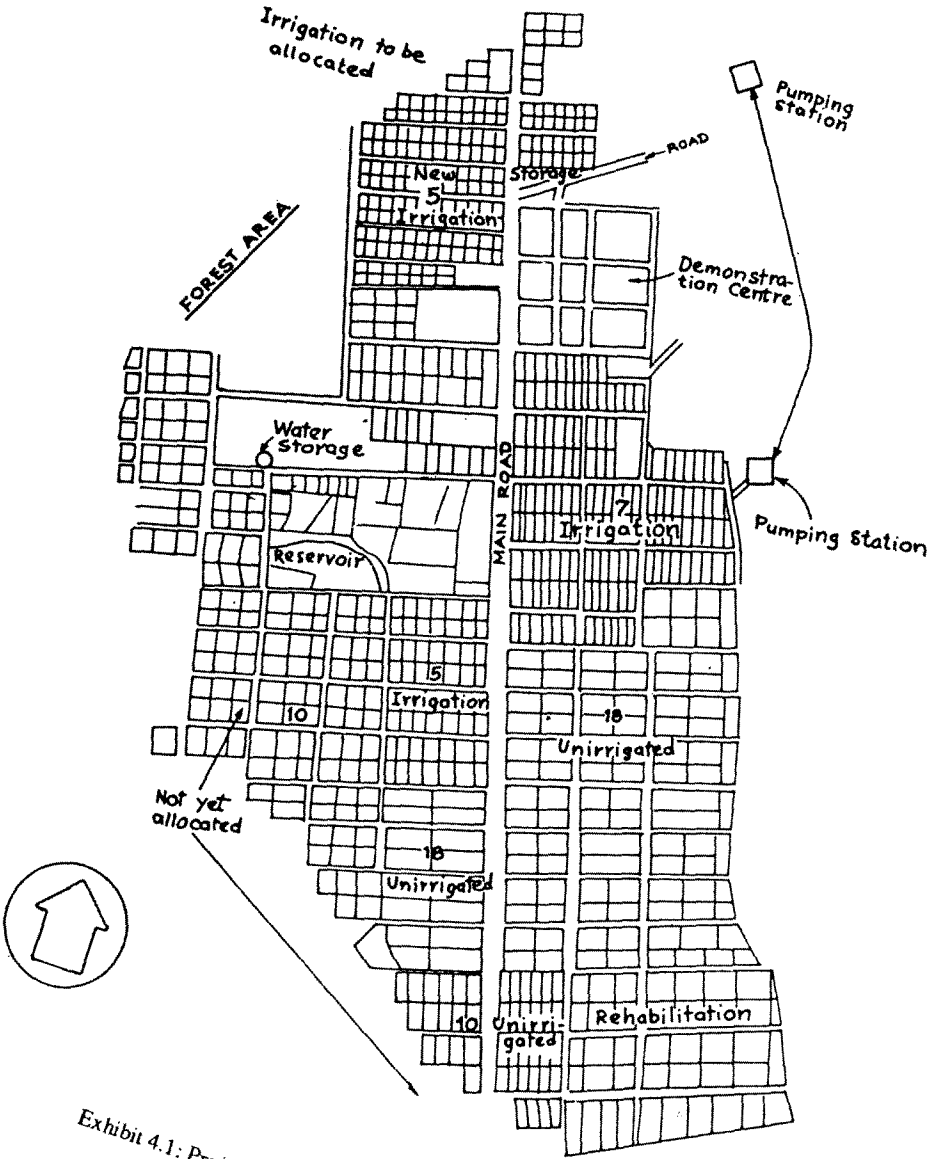 Irrigation to be
allocated
Pumping
Station
ROAD
New
5
Irrigation
Storage
FOREST AREA
Demonstra-
tion Centre
Water
Storage
MAIN ROAD
7
Irrigation
Pumping Station
Reservoir
5
Irrigation
10
18
Unirrigated
Not yet
allocated
18
Unirrigated
10 Unirri-
gated
Rehabilitation
Exhibit 4.1: